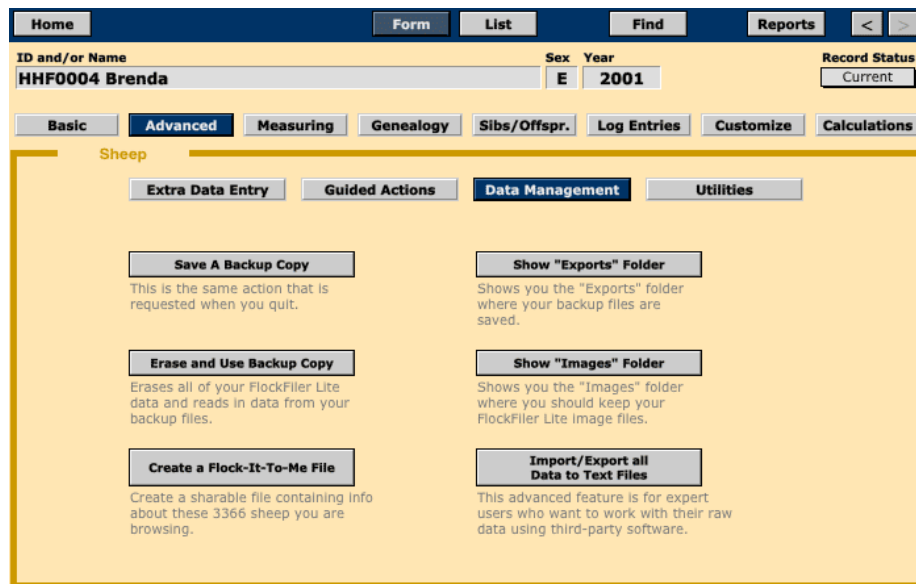 Home Form List Find Reports < >
ID and/or Name Sex Year Record Status
HHF0004 Brenda E 2001 Current
Basic Advanced Measuring Genealogy Sibs/Offspr. Log Entries Customize Calculations
Sheep
Extra Data Entry Guided Actions Data Management Utilities
Save A Backup Copy
This is the same action that is
requested when you quit.
Show "Exports" Folder
Shows you the "Exports" folder
where your backup files are
saved.
Erase and Use Backup Copy
Erases all of your FlockFiler Lite
data and reads in data from your
backup files.
Show "Images" Folder
Shows you the "Images" folder
where you should keep your
FlockFiler Lite image files.
Create a Flock-It-To-Me File
Create a sharable file containing info
about these 3366 sheep you are
browsing.
Import/Export all
Data to Text Files
This advanced feature is for expert
users who want to work with their raw
data using third-party software.